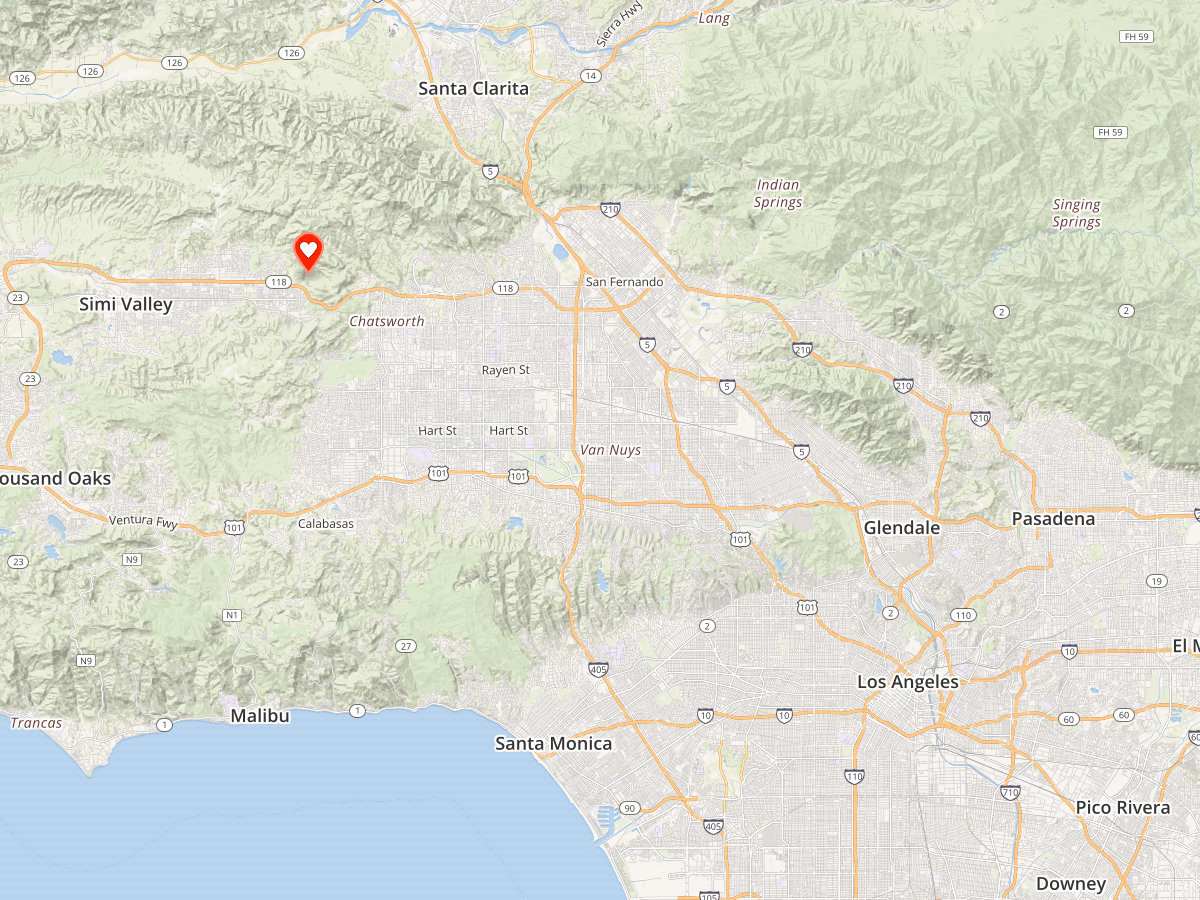 Lang
Sierra Hwy
FH 59
126
126
126
126
14
Santa Clarita
FH 59
5
Indian
Springs
Singing
Springs
210
118
118
San Fernando
23
Simi Valley
Chatsworth
2
2
5
210
23
Rayen St
5
210
210
Hart St
Hart St
Van Nuys
5
101
101
ousand Oaks
Ventura Fwy
101
Calabasas
Glendale
Pasadena
101
23
N9
19
101
2
110
N1
2
27
10
El M
N9
405
Los Angeles
Trancas
1
Malibu
1
10
10
60
60
60
Santa Monica
110
710
90
405
Pico Rivera
Downey
105